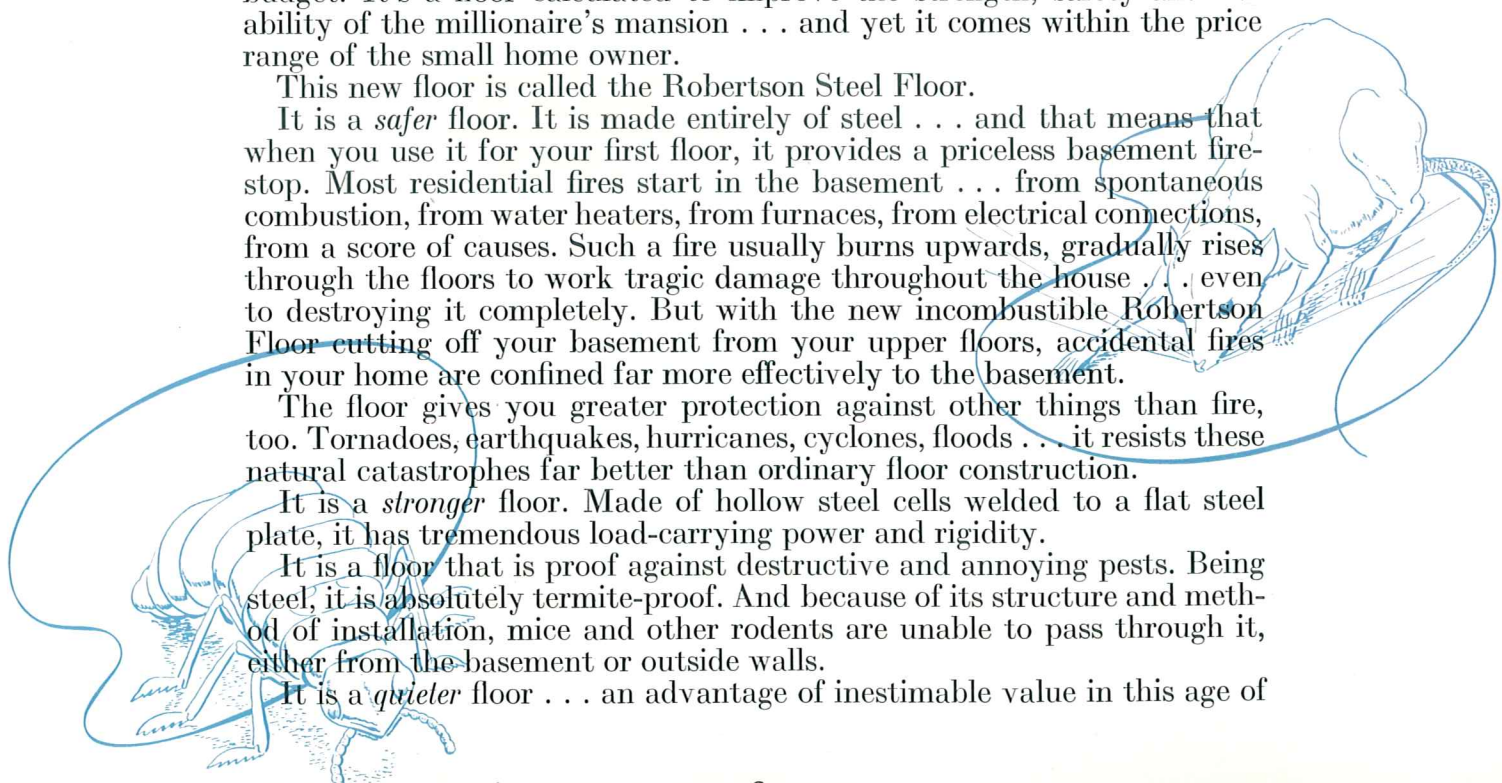 ability of the millionaire's mansion . . . and yet it comes within the price
range of the small home owner.
This new floor is called the Robertson Steel Floor.
It is a safer floor. It is made entirely of steel . . . and that means that
when you use it for your first floor, it provides a priceless basement fire-
stop. Most residential fires start in the basement . . . from spontaneous
combustion, from water heaters, from furnaces, from electrical connections,
from a score of causes. Such a fire usually burns upwards, gradually rises
through the floors to work tragic damage throughout the house . . . even
to destroying it completely. But with the new incombustible Robertson
Floor cutting off your basement from your upper floors, accidental fires
in your home are confined far more effectively to the basement.
The floor gives you greater protection against other things than fire,
too. Tornadoes, earthquakes, hurricanes, cyclones, floods . . . it resists these
natural catastrophes far better than ordinary floor construction.
It is a stronger floor. Made of hollow steel cells welded to a flat steel
plate, it has tremendous load-carrying power and rigidity.
It is a floor that is proof against destructive and annoying pests. Being
steel, it is absolutely termite-proof. And because of its structure and meth-
od of installation, mice and other rodents are unable to pass through it,
either from the basement or outside walls.
It is a quieter floor . . . an advantage of inestimable value in this age of